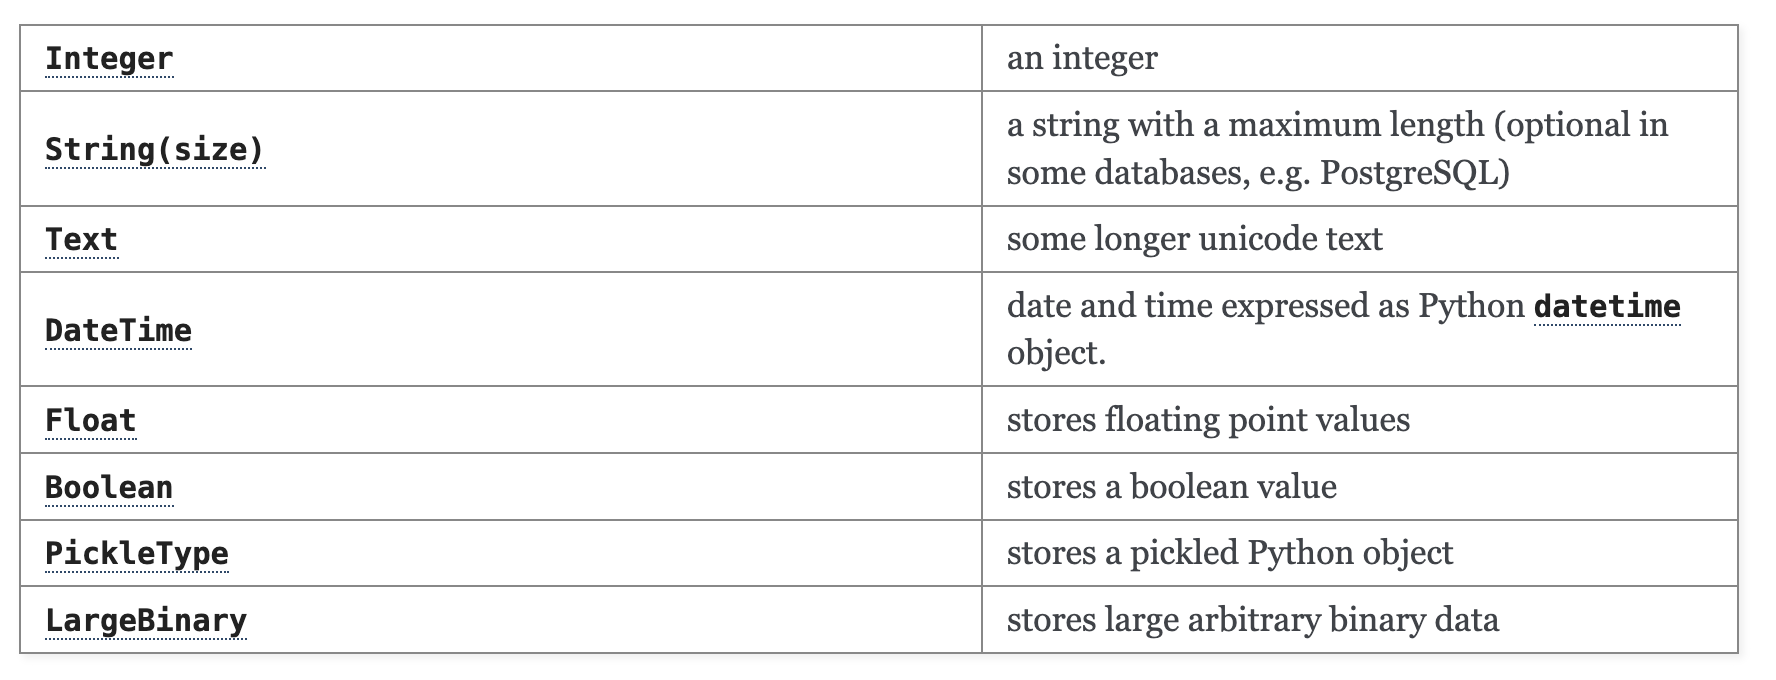 Integer
an integer
String(size)
a string with a maximum length (optional in
some databases, e.g. PostgreSQL)
Text
some longer unicode text
DateTime
date and time expressed as Python datetime
object.
Float
stores floating point values
Boolean
stores a boolean value
PickleType
stores a pickled Python object
LargeBinary
stores large arbitrary binary data